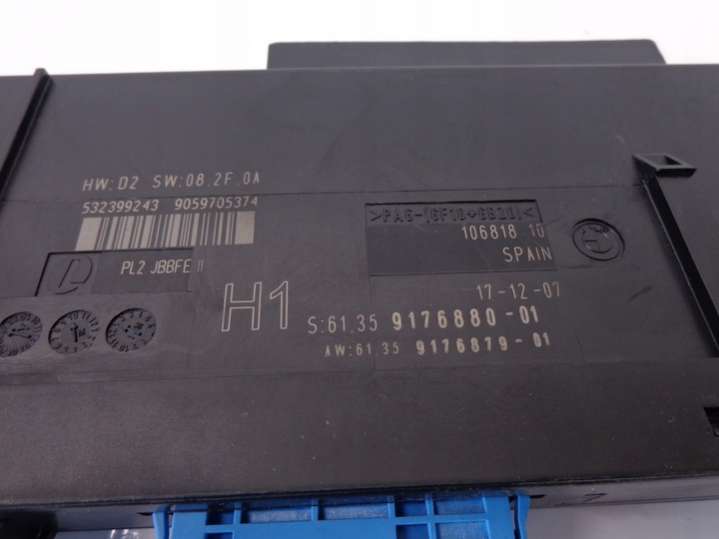 HW:D2 SW:08.2F.0A
532399243 9059705374
PL2 JBBFE II
>PA6-(GF10+GB20)<
106818 10
SPAIN
17-12-07
H1
S:61.35 9176880-01
AW:61 35 9176879-01